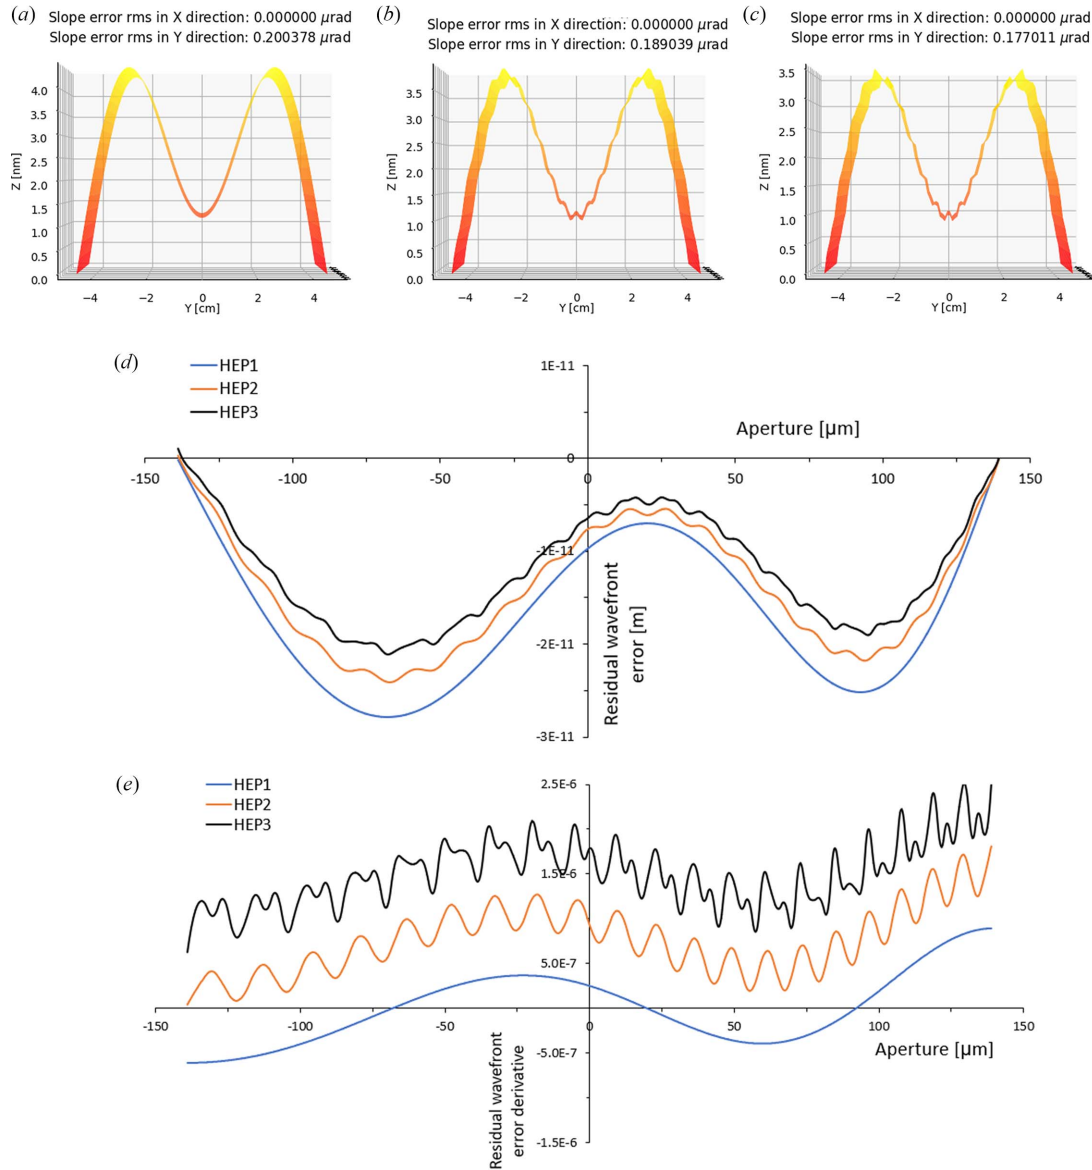 (a)
Slope error rms in X direction: 0.000000 μrad
Slope error rms in Y direction: 0.200378 μrad
4.0
3.5
3.0
2.5
2.0
1.5
1.0
0.5
0.0
Z [nm]
−4 −2 0 2 4
Y [cm]
(b)
Slope error rms in X direction: 0.000000 μrad
Slope error rms in Y direction: 0.189039 μrad
3.5
3.0
2.5
2.0
1.5
1.0
0.5
0.0
Z [nm]
−4 −2 0 2 4
Y [cm]
(c)
Slope error rms in X direction: 0.000000 μrad
Slope error rms in Y direction: 0.177011 μrad
3.5
3.0
2.5
2.0
1.5
1.0
0.5
0.0
Z [nm]
−4 −2 0 2 4
Y [cm]
(d)
HEP1
HEP2
HEP3
1E-11
Aperture [μm]
0
-150 -100 -50 0 50 100 150
-1E-11
Residual wavefront
error [m]
-2E-11
-3E-11
(e)
HEP1
HEP2
HEP3
2.5E-6
1.5E-6
5.0E-7
-150 -100 -50 0 50 100 150
-5.0E-7
Aperture [μm]
Residual wavefront
error derivative
-1.5E-6